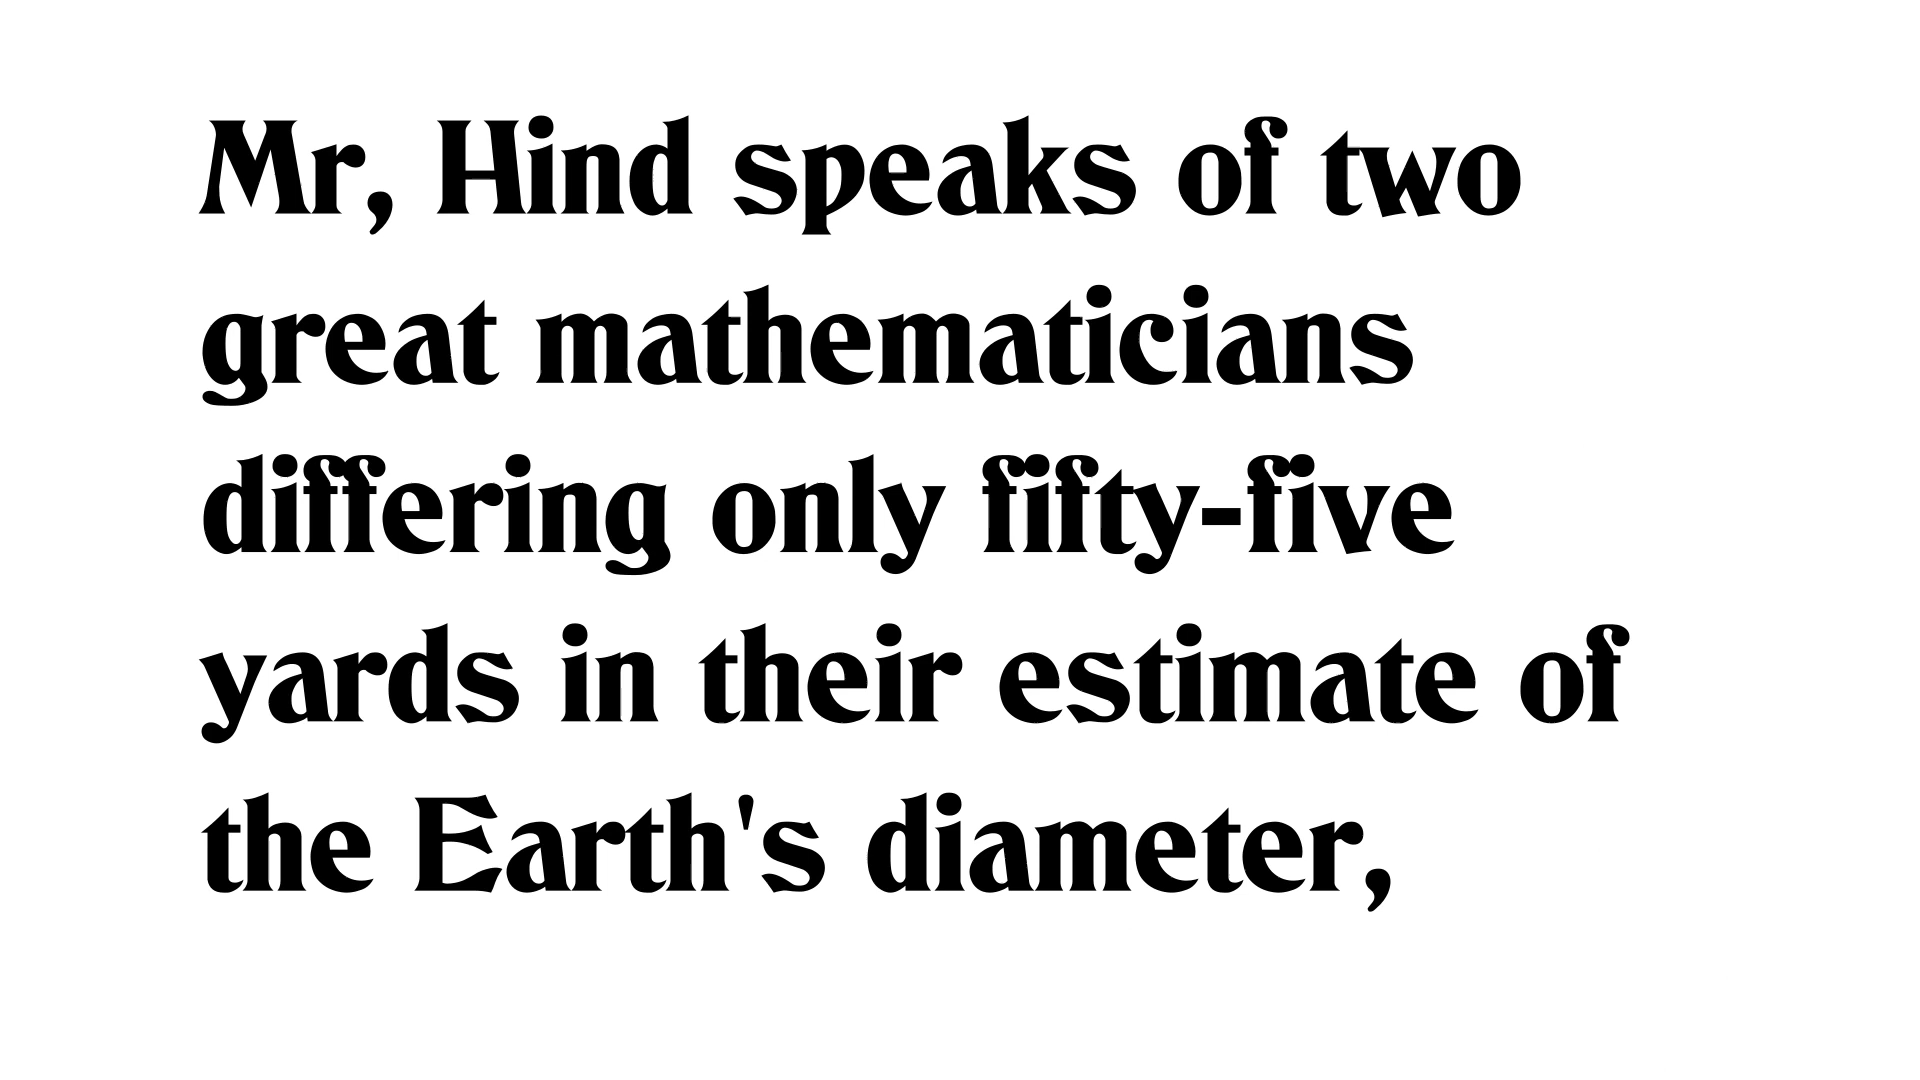 Mr, Hind speaks of two
great mathematicians
differing only fifty-five
yards in their estimate of
the Earth's diameter,